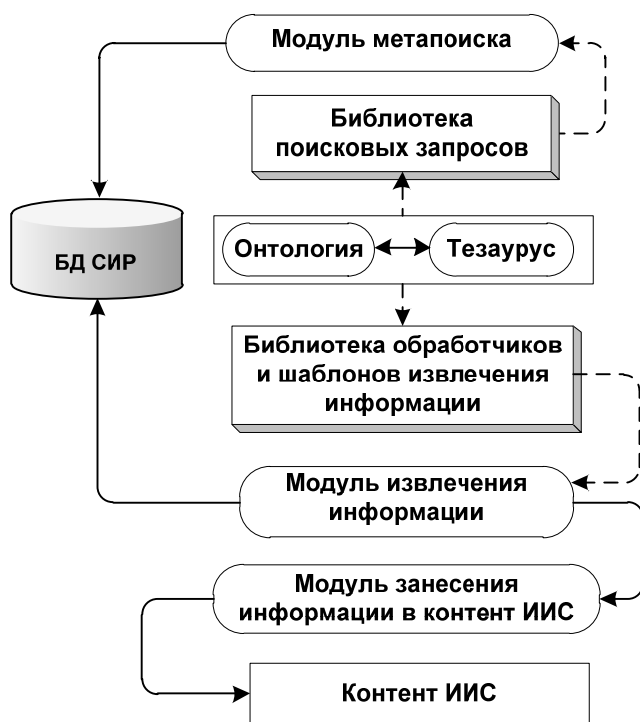 Модуль метапоиска
Библиотека
поисковых запросов
БД СИР
Онтология
Тезаурус
Библиотека обработчиков
и шаблонов извлечения
информации
Модуль извлечения
информации
Модуль занесения
информации в контент ИИС
Контент ИИС